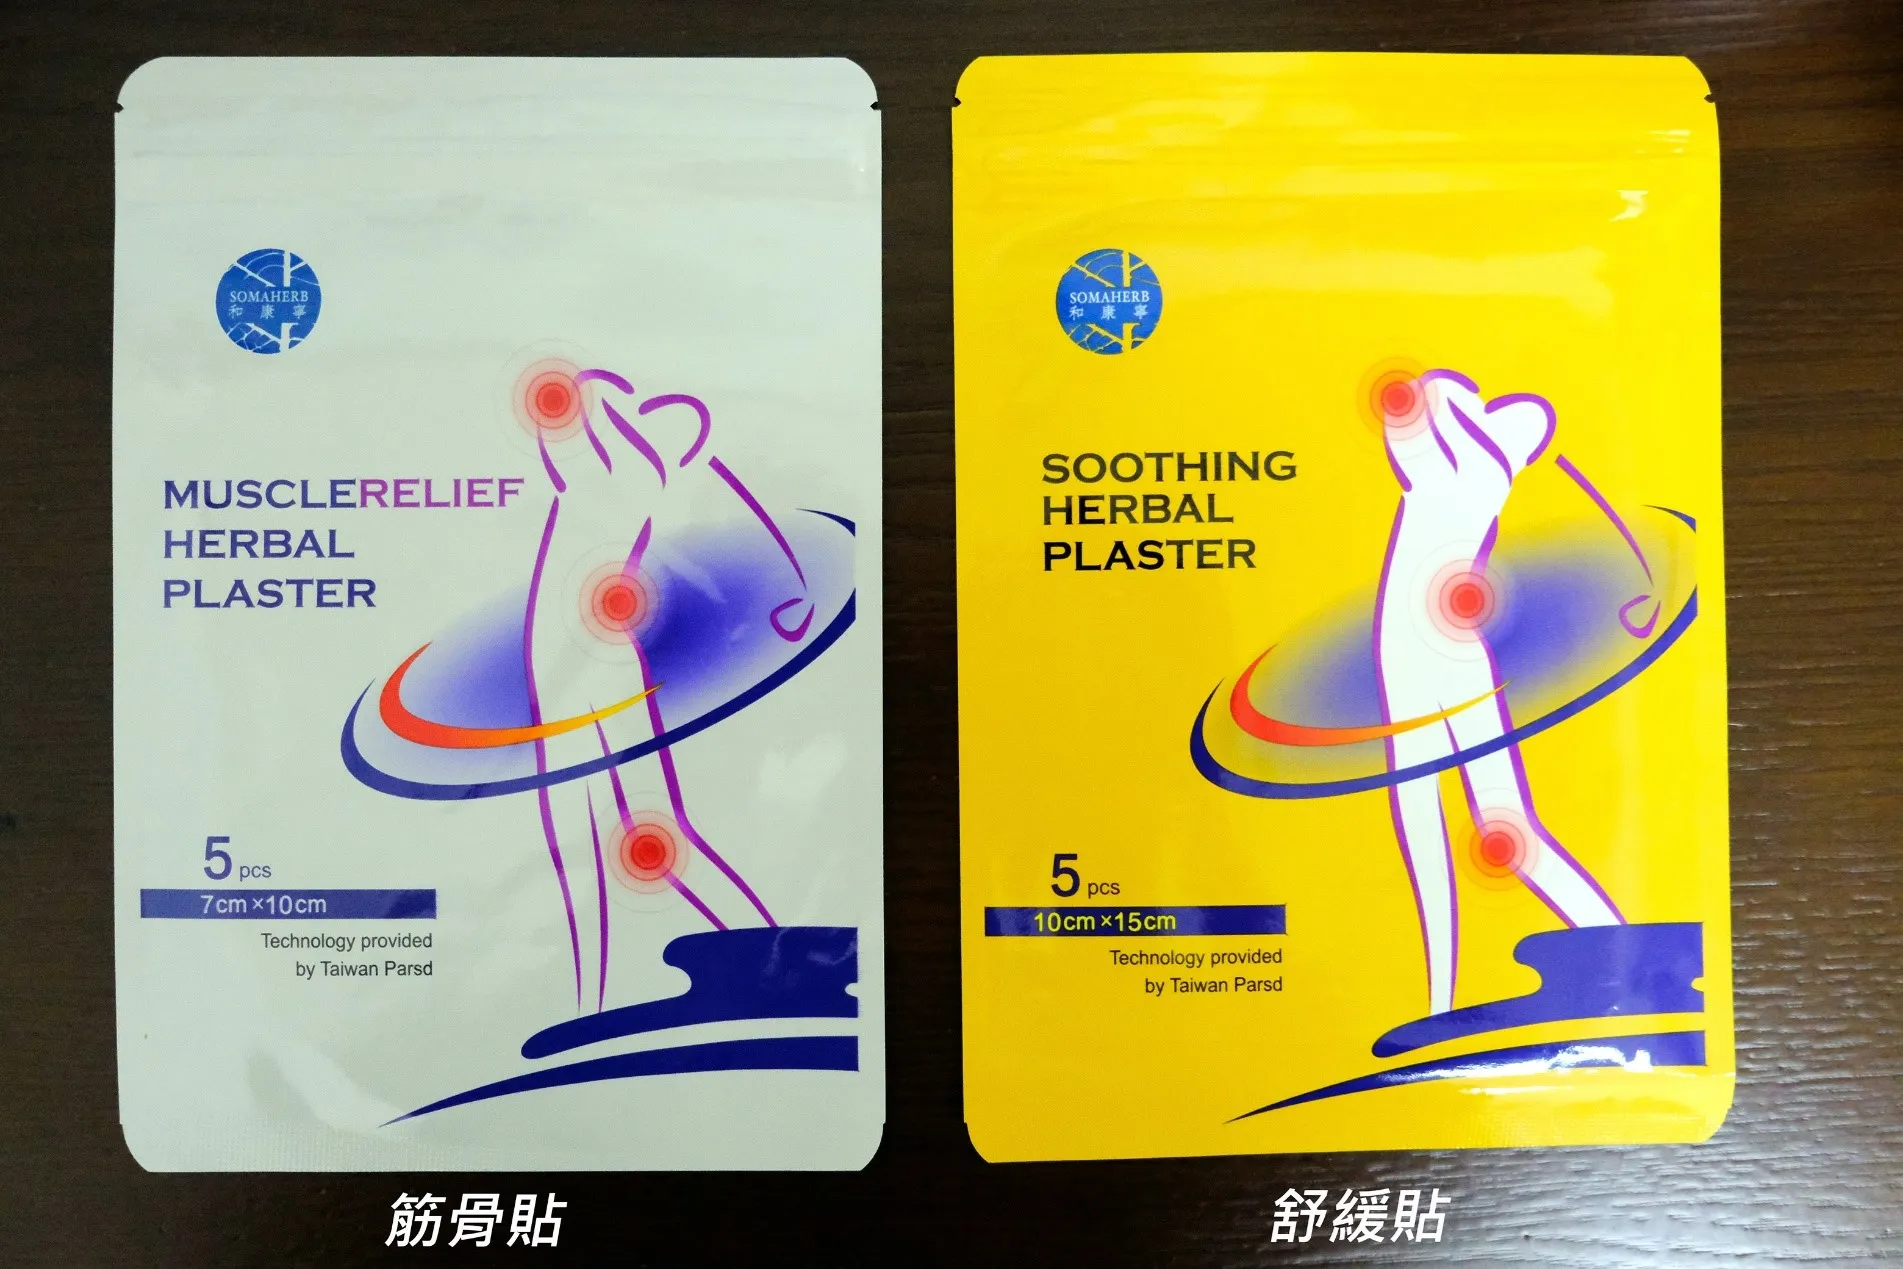 SOMAHERB
和康寧
MUSCLERELIEF
HERBAL
PLASTER
5 pcs
7cm×10cm
Technology provided
by Taiwan Parsd
SOMAHERB
和康寧
SOOTHING
HERBAL
PLASTER
5 pcs
10cm×15cm
Technology provided
by Taiwan Parsd
筋骨貼
舒緩貼